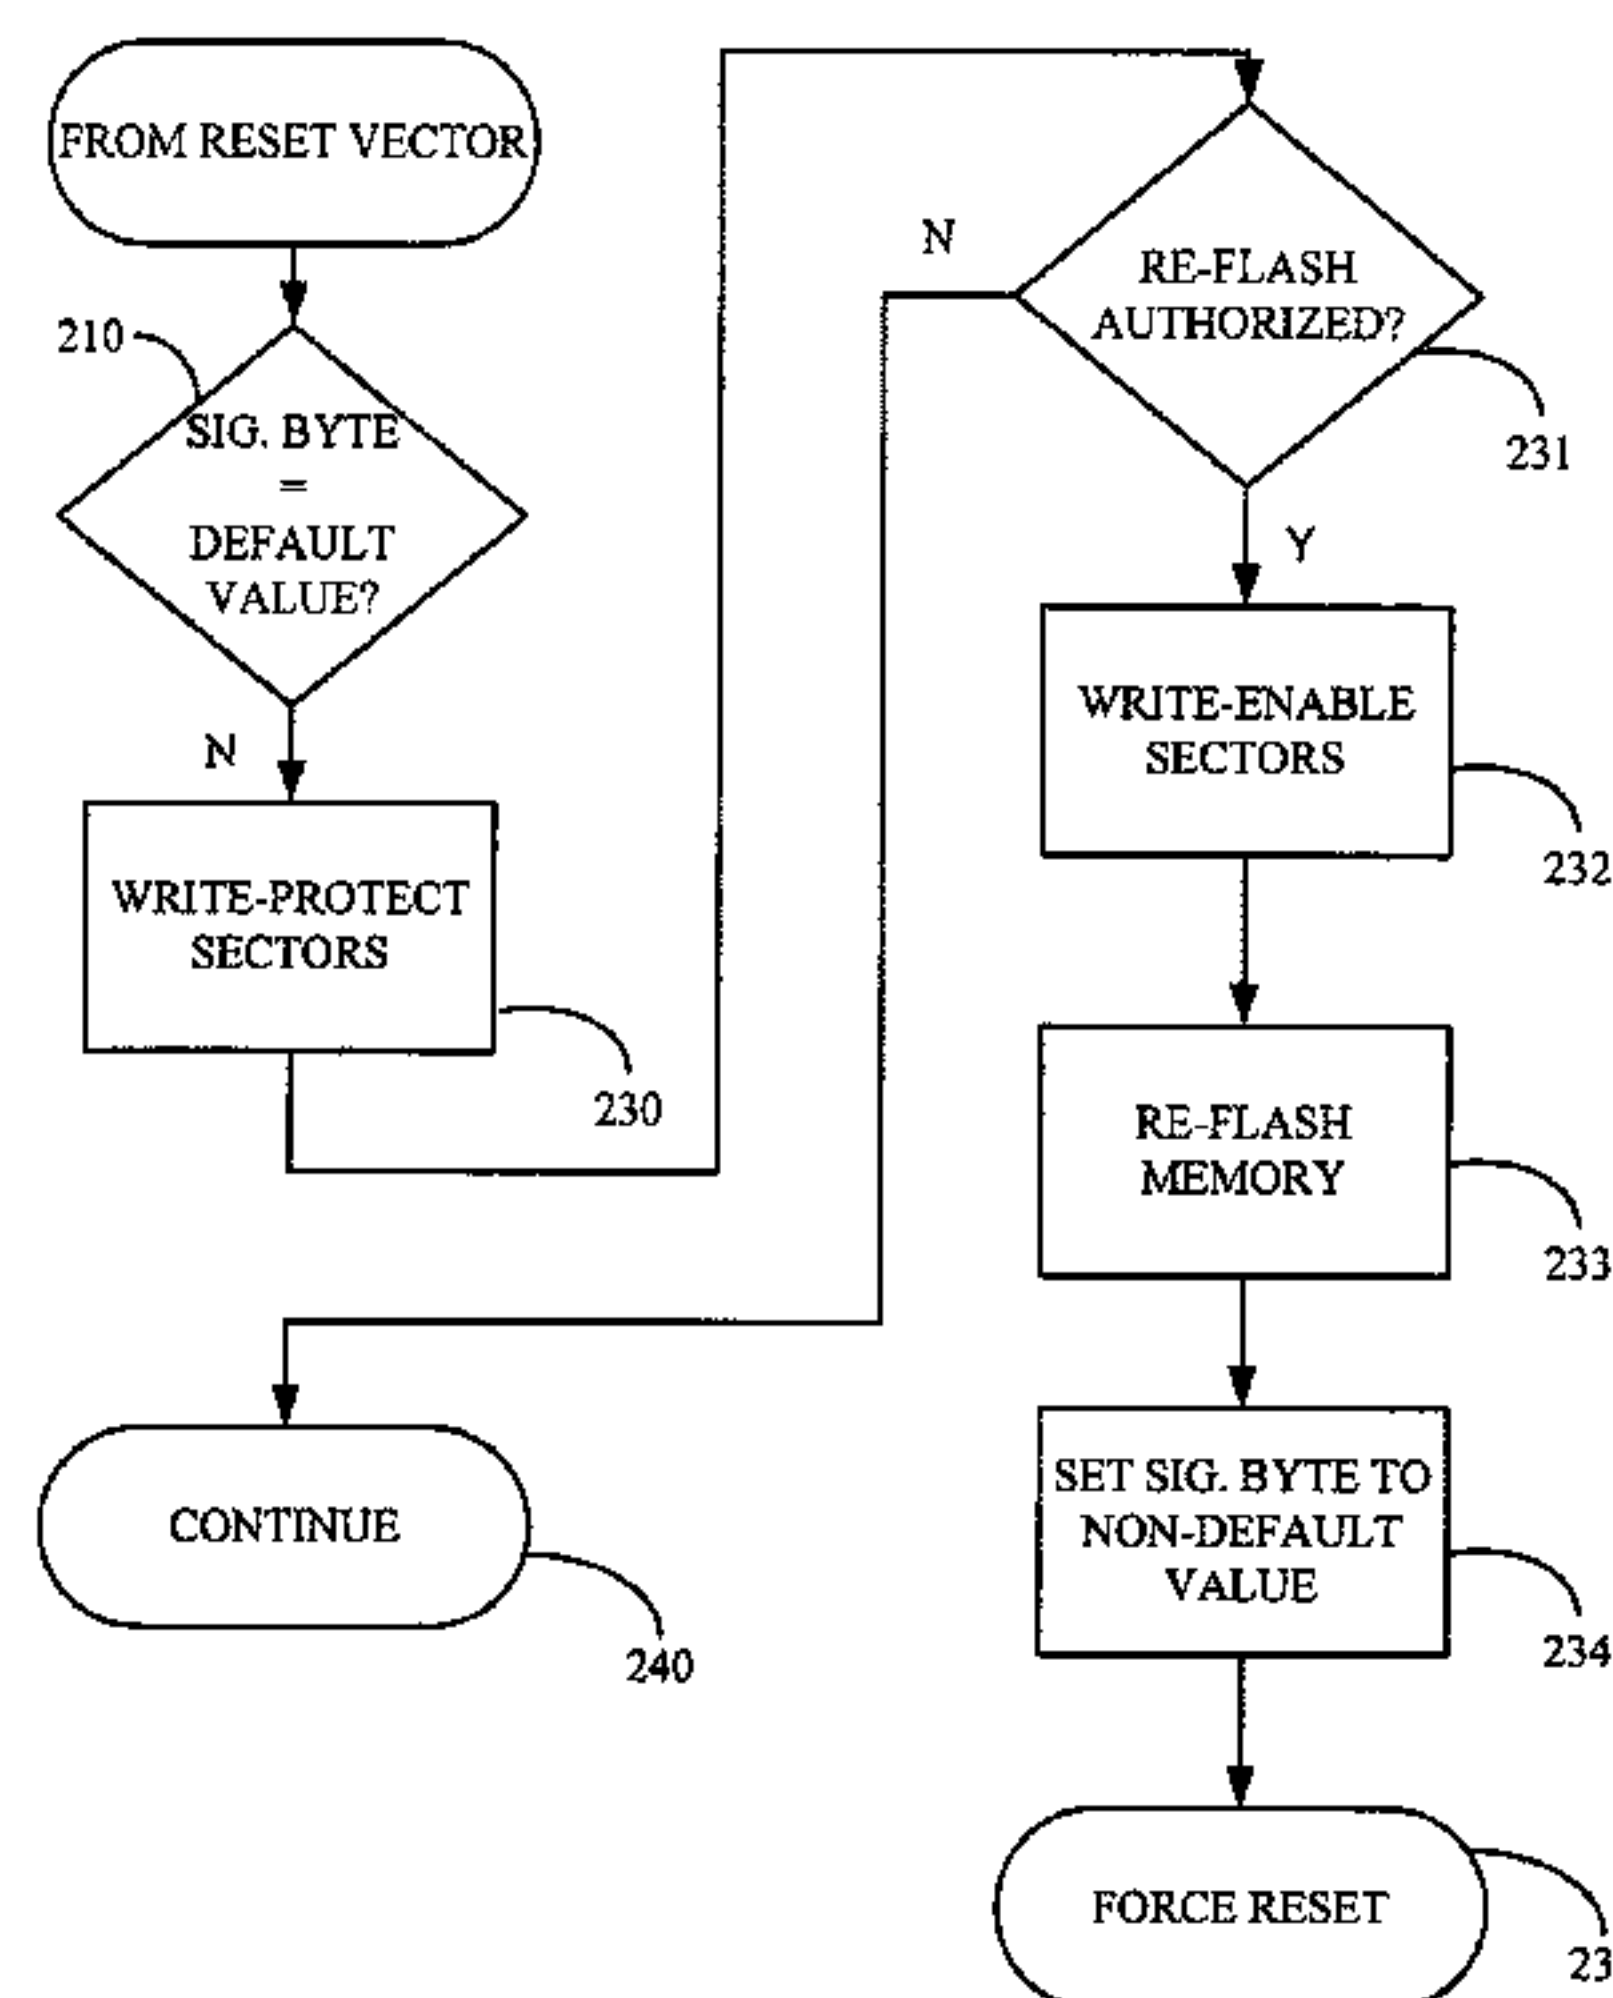 FROM RESET VECTOR
210
SIG. BYTE
=
DEFAULT
VALUE?
N
WRITE-PROTECT
SECTORS
230
CONTINUE
240
N
RE-FLASH
AUTHORIZED?
231
Y
WRITE-ENABLE
SECTORS
232
RE-FLASH
MEMORY
233
SET SIG. BYTE TO
NON-DEFAULT
VALUE
234
FORCE RESET
23